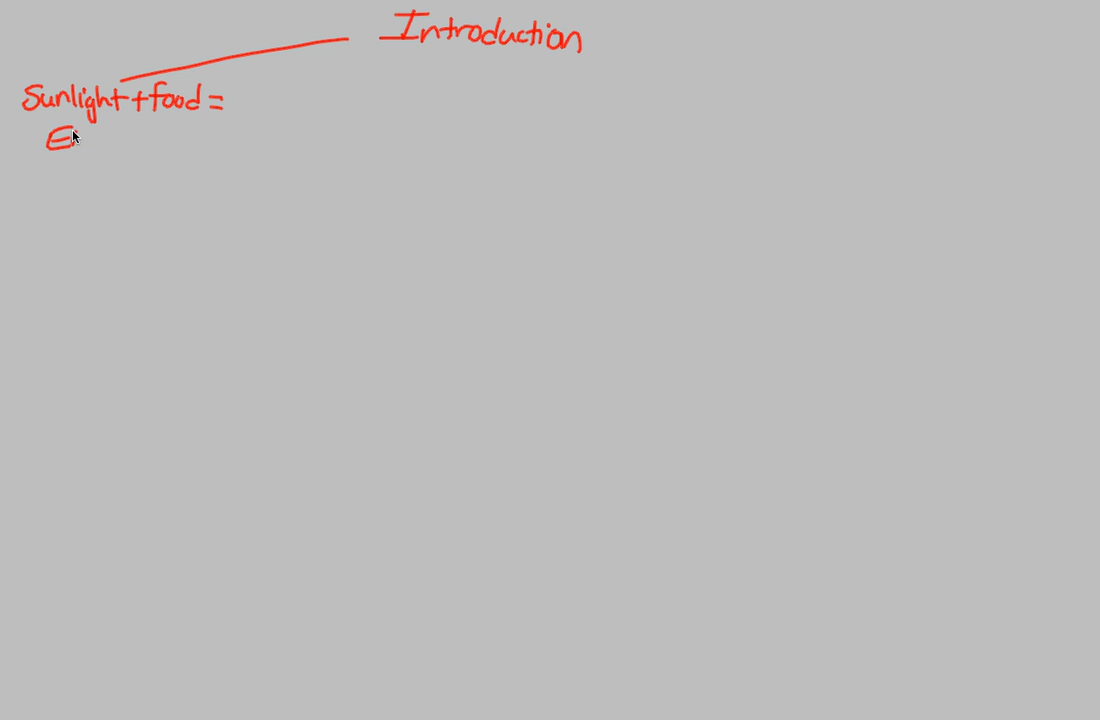 Introduction
Sunlight + food =
E